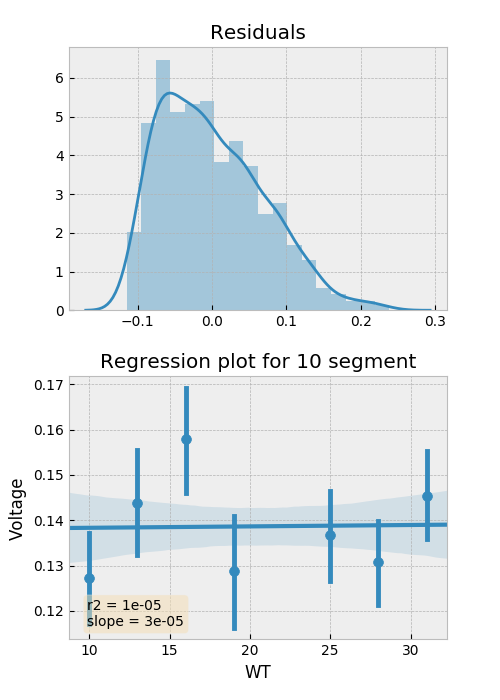 Residuals
6
5
4
3
2
1
0
−0.1 0.0 0.1 0.2 0.3
Regression plot for 10 segment
0.17
0.16
0.15
0.14
0.13
0.12
Voltage
r2 = 1e-05
slope = 3e-05
10 15 20 25 30
WT